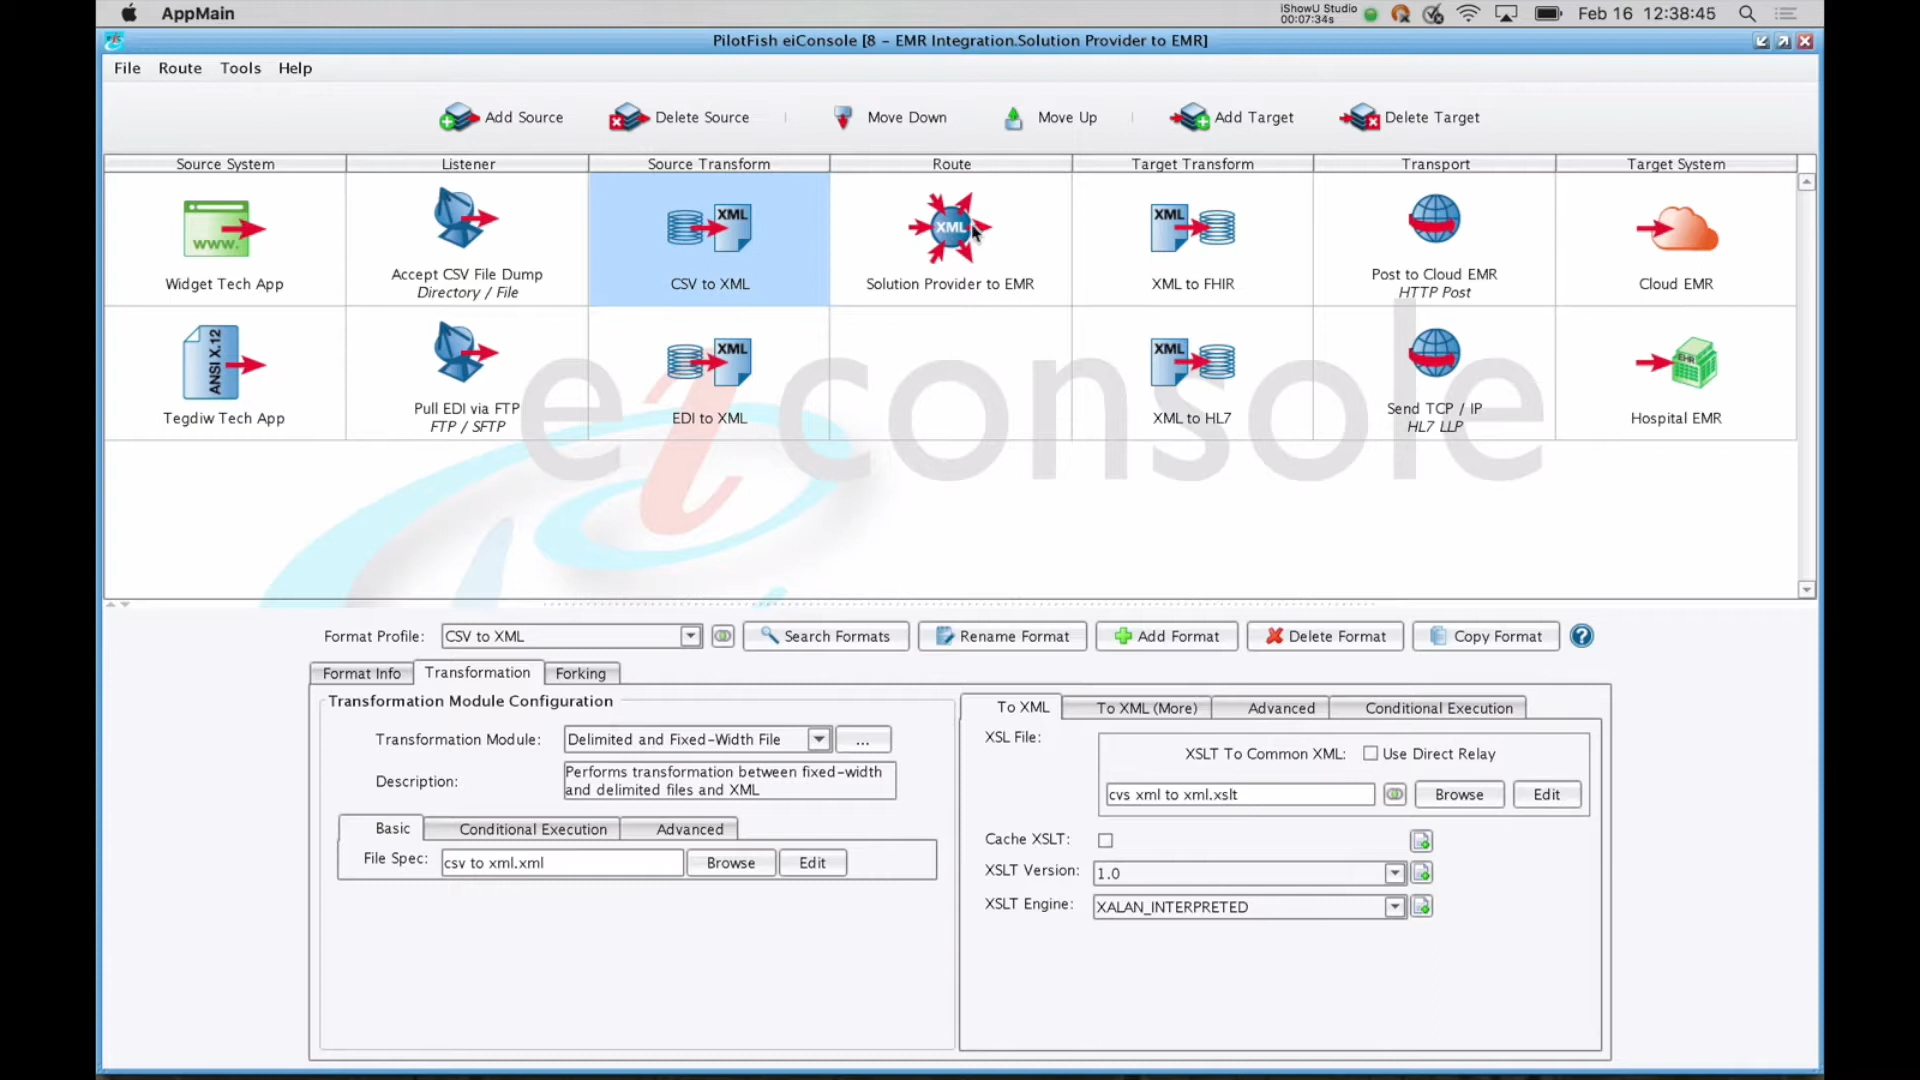 AppMain
iShowU Studio
00:07:34s
Feb 16 12:38:45
PilotFish eiConsole [8 – EMR Integration.Solution Provider to EMR]
File Route Tools Help
Add Source Delete Source Move Down Move Up Add Target Delete Target
Source System Listener Source Transform Route Target Transform Transport Target System
www.
XML
XML
XML
Widget Tech App
Accept CSV File Dump
Directory / File
CSV to XML
Solution Provider to EMR
XML to FHIR
Post to Cloud EMR
HTTP Post
Cloud EMR
ANSI X.12
XML
XML
EHR
Tegdiw Tech App
Pull EDI via FTP
FTP / SFTP
EDI to XML
XML to HL7
Send TCP / IP
HL7 LLP
Hospital EMR
eiconsole
Format Profile: CSV to XML Search Formats Rename Format Add Format Delete Format Copy Format ?
Format Info Transformation Forking
Transformation Module Configuration
Transformation Module: Delimited and Fixed-Width File ...
Description: Performs transformation between fixed-width
and delimited files and XML
Basic Conditional Execution Advanced
File Spec: csv to xml.xml Browse Edit
To XML To XML (More) Advanced Conditional Execution
XSL File:
XSLT To Common XML: Use Direct Relay
cvs xml to xml.xslt Browse Edit
Cache XSLT:
XSLT Version: 1.0
XSLT Engine: XALAN_INTERPRETED